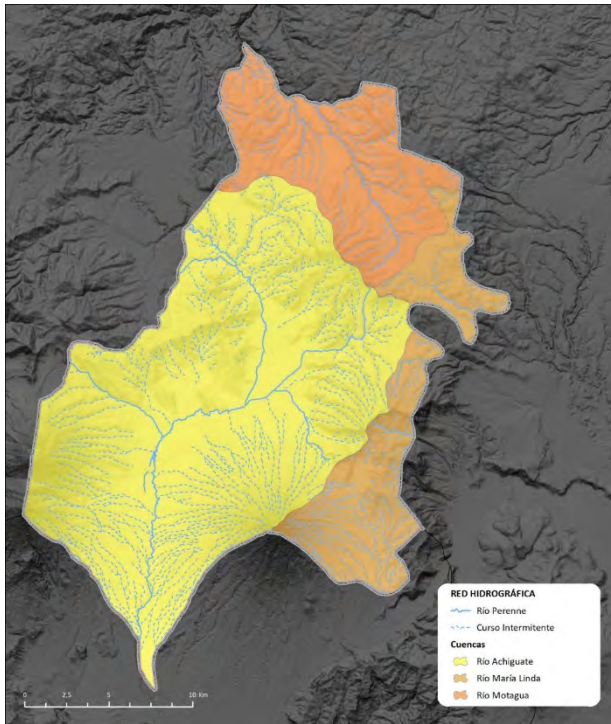 RED HIDROGRÁFICA
Río Perenne
Curso Intermitente
Cuencas
Río Achiguate
Río María Linda
Río Motagua
0 2,5 5 10 Km